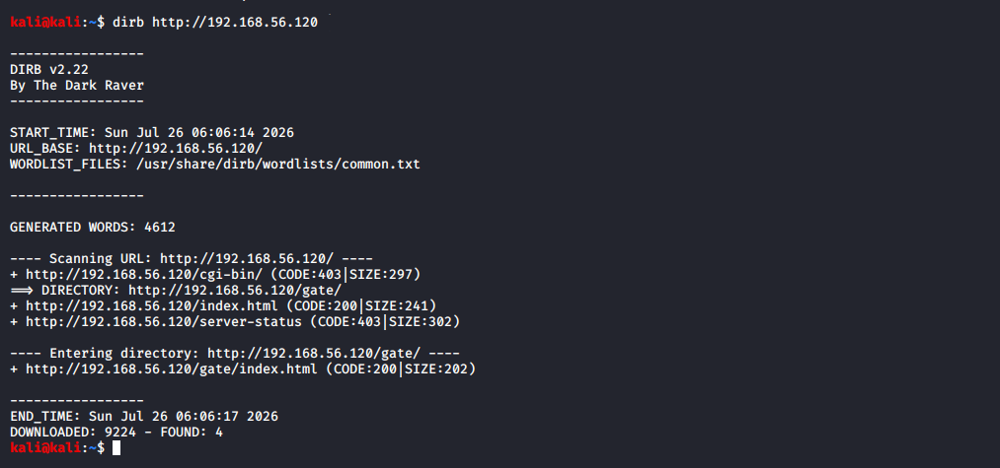 kali@kali:~$ dirb http://192.168.56.120
-----------------
DIRB v2.22
By The Dark Raver
-----------------
START_TIME: Sun Jul 26 06:06:14 2026
URL_BASE: http://192.168.56.120/
WORDLIST_FILES: /usr/share/dirb/wordlists/common.txt
-----------------
GENERATED WORDS: 4612
---- Scanning URL: http://192.168.56.120/ ----
+ http://192.168.56.120/cgi-bin/ (CODE:403|SIZE:297)
==> DIRECTORY: http://192.168.56.120/gate/
+ http://192.168.56.120/index.html (CODE:200|SIZE:241)
+ http://192.168.56.120/server-status (CODE:403|SIZE:302)
---- Entering directory: http://192.168.56.120/gate/ ----
+ http://192.168.56.120/gate/index.html (CODE:200|SIZE:202)
-----------------
END_TIME: Sun Jul 26 06:06:17 2026
DOWNLOADED: 9224 - FOUND: 4
kali@kali:~$